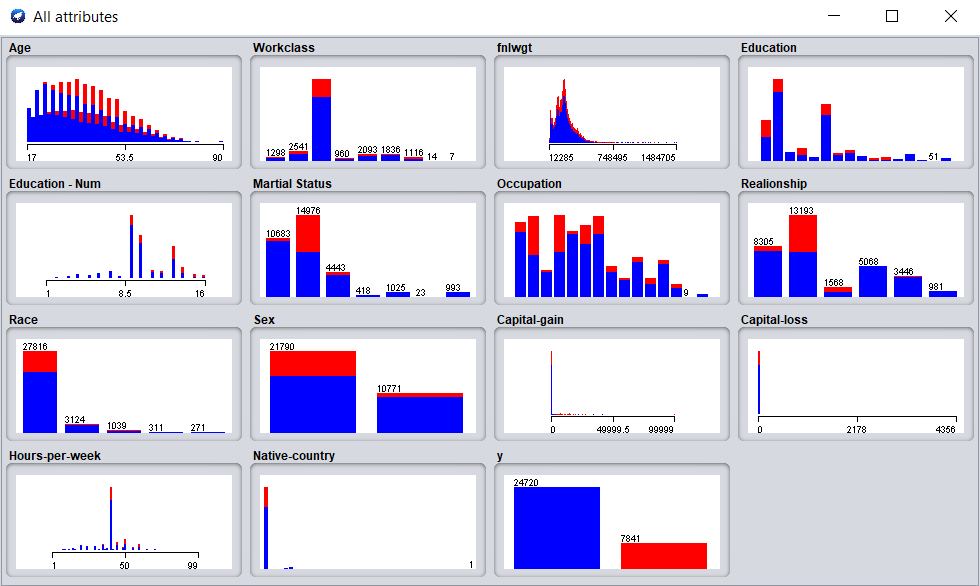 All attributes
Age
17 53.5 90
Workclass
1298 2541 960 2093 1836 1116 14 7
fnlwgt
12285 748495 1484705
Education
51
Education - Num
1 8.5 16
Martial Status
10683 14976 4443 418 1025 23 993
Occupation
9
Realionship
8305 13193 1568 5068 3446 981
Race
27816 3124 1039 311 271
Sex
21790 10771
Capital-gain
0 49999.5 99999
Capital-loss
0 2178 4356
Hours-per-week
1 50 99
Native-country
1
y
24720 7841